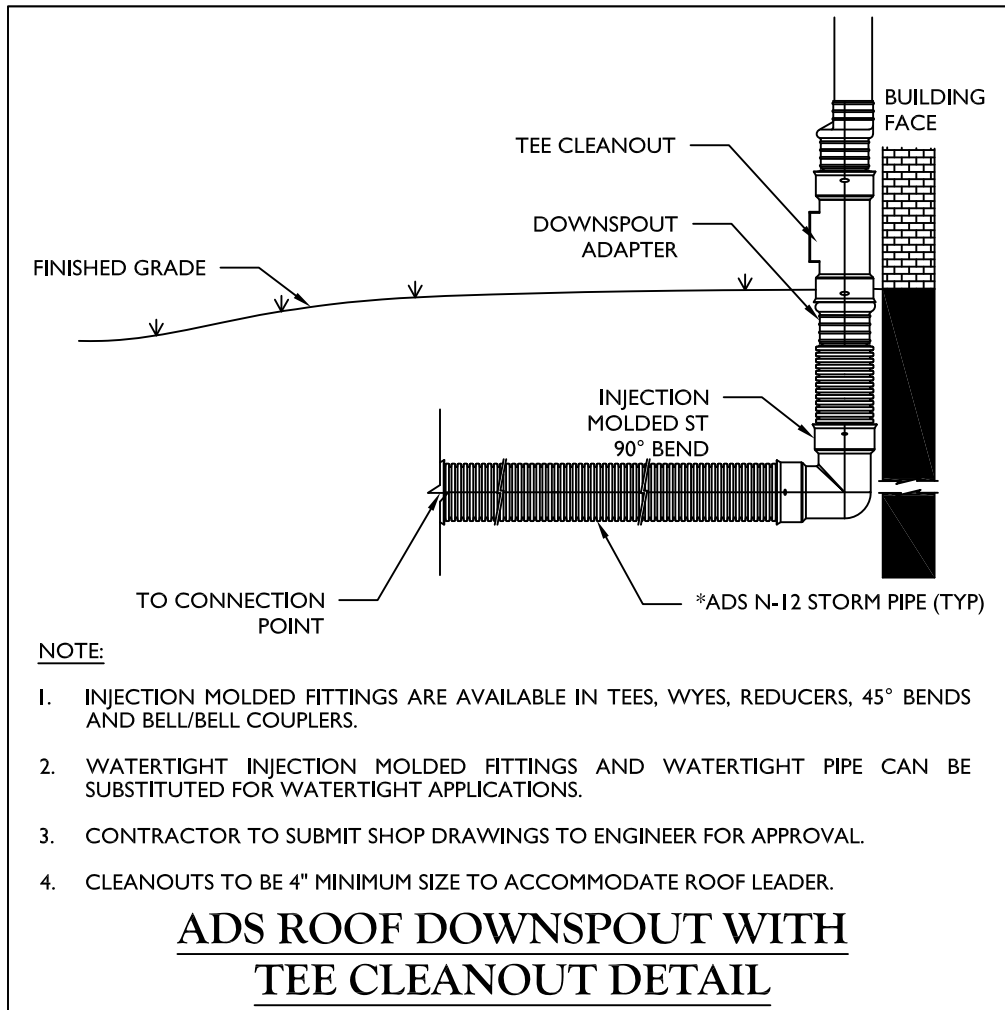 BUILDING
FACE
TEE CLEANOUT
DOWNSPOUT
ADAPTER
FINISHED GRADE
INJECTION
MOLDED ST
90° BEND
TO CONNECTION
POINT
*ADS N-12 STORM PIPE (TYP)
NOTE:
1. INJECTION MOLDED FITTINGS ARE AVAILABLE IN TEES, WYES, REDUCERS, 45° BENDS
AND BELL/BELL COUPLERS.
2. WATERTIGHT INJECTION MOLDED FITTINGS AND WATERTIGHT PIPE CAN BE
SUBSTITUTED FOR WATERTIGHT APPLICATIONS.
3. CONTRACTOR TO SUBMIT SHOP DRAWINGS TO ENGINEER FOR APPROVAL.
4. CLEANOUTS TO BE 4" MINIMUM SIZE TO ACCOMMODATE ROOF LEADER.
ADS ROOF DOWNSPOUT WITH
TEE CLEANOUT DETAIL